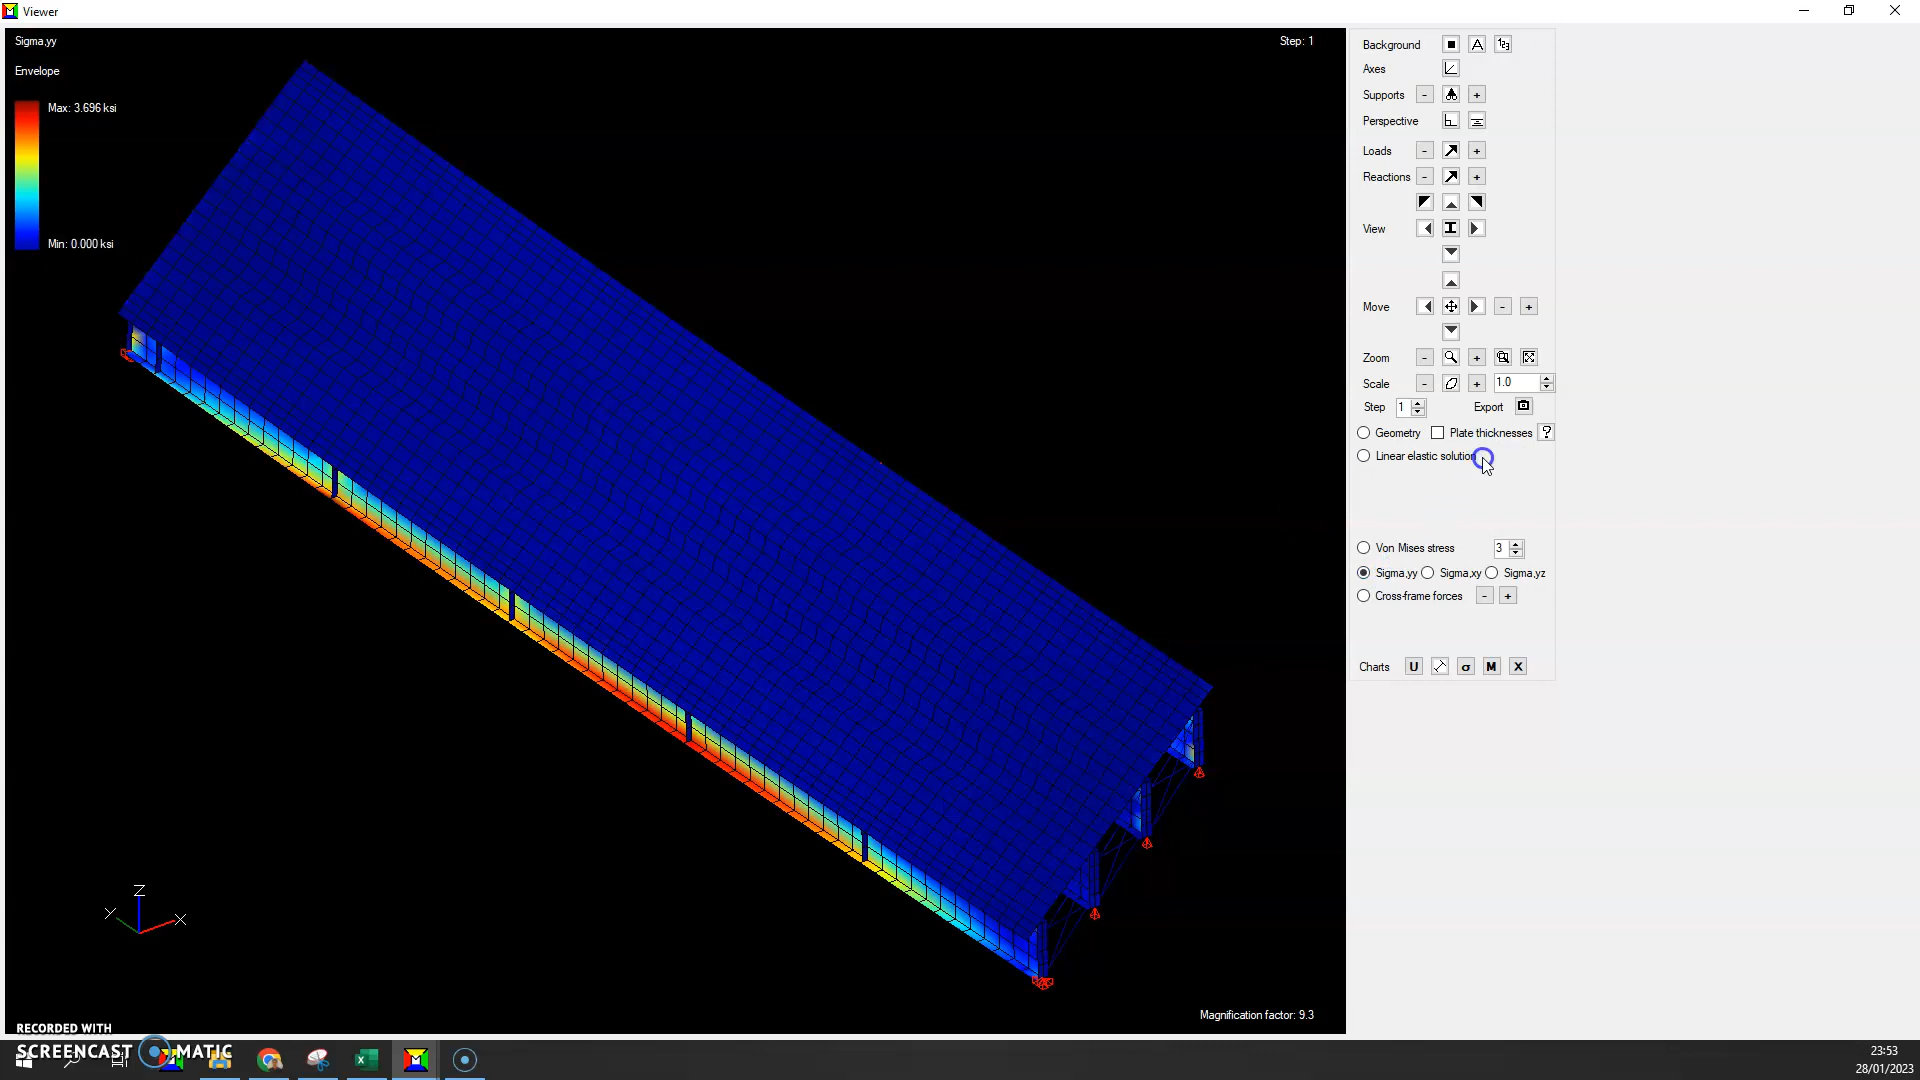 Viewer
Sigma,yy
Step: 1
Envelope
Max: 3.696 ksi
Min: 0.000 ksi
Z
Y
X
Magnification factor: 9.3
Background
A
123
Axes
Supports - +
Perspective
Loads - +
Reactions - +
View
Move - +
Zoom - +
Scale - + 1.0
Step 1 Export
Geometry Plate thicknesses ?
Linear elastic solution
Von Mises stress 3
Sigma,yy Sigma,xy Sigma,yz
Cross-frame forces - +
Charts U σ M X
RECORDED WITH
SCREENCAST MATIC
23:53
28/01/2023